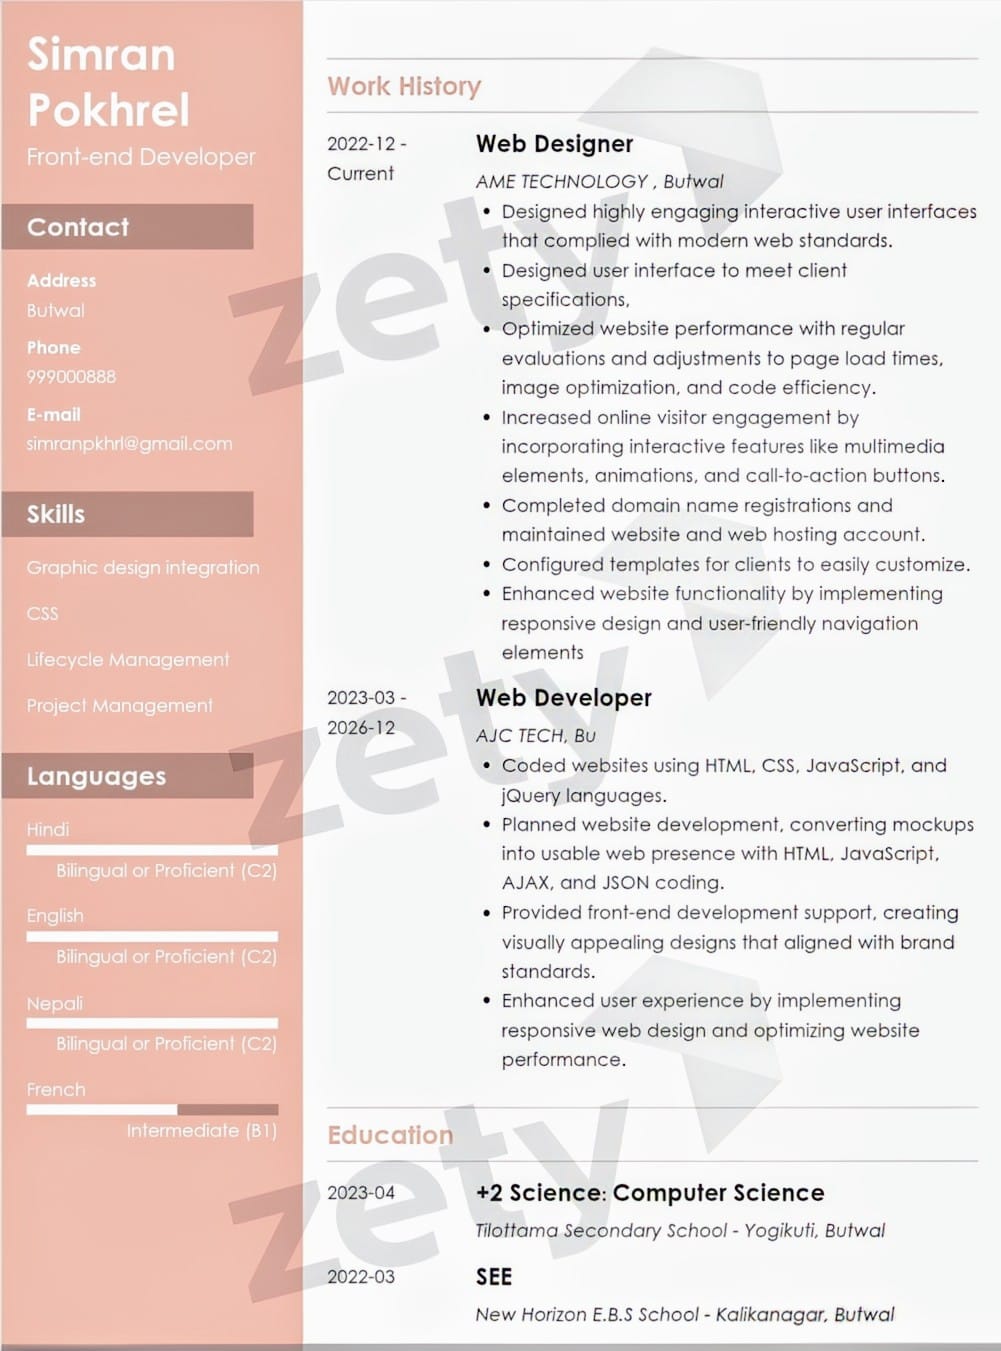 Simran
Pokhrel
Front-end Developer
Contact
Address
Butwal
Phone
999000888
E-mail
simranpkhrl@gmail.com
Skills
Graphic design integration
CSS
Lifecycle Management
Project Management
Languages
Hindi
Bilingual or Proficient (C2)
English
Bilingual or Proficient (C2)
Nepali
Bilingual or Proficient (C2)
French
Intermediate (B1)
Work History
2022-12 -
Current
Web Designer
AME TECHNOLOGY , Butwal
• Designed highly engaging interactive user interfaces
that complied with modern web standards.
• Designed user interface to meet client
specifications,
• Optimized website performance with regular
evaluations and adjustments to page load times,
image optimization, and code efficiency.
• Increased online visitor engagement by
incorporating interactive features like multimedia
elements, animations, and call-to-action buttons.
• Completed domain name registrations and
maintained website and web hosting account.
• Configured templates for clients to easily customize.
• Enhanced website functionality by implementing
responsive design and user-friendly navigation
elements
2023-03 -
2026-12
Web Developer
AJC TECH, Bu
• Coded websites using HTML, CSS, JavaScript, and
jQuery languages.
• Planned website development, converting mockups
into usable web presence with HTML, JavaScript,
AJAX, and JSON coding.
• Provided front-end development support, creating
visually appealing designs that aligned with brand
standards.
• Enhanced user experience by implementing
responsive web design and optimizing website
performance.
Education
2023-04
+2 Science: Computer Science
Tilottama Secondary School - Yogikuti, Butwal
2022-03
SEE
New Horizon E.B.S School - Kalikanagar, Butwal
zety
zety
zety